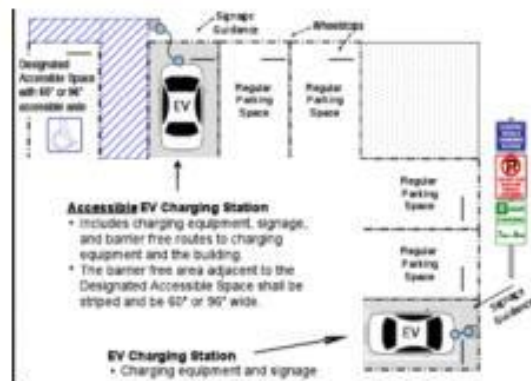 Signage
Guidance
Wheelstops
Designated
Accessible Space
with 60" or 96"
accessible wide
EV
Regular
Parking
Space
Regular
Parking
Space
Regular
Parking
Space
Accessible EV Charging Station
• Includes charging equipment, signage,
and barrier free routes to charging
equipment and the building.
• The barrier free area adjacent to the
Designated Accessible Space shall be
striped and be 60" or 96" wide.
Regular
Parking
Space
Signage
Guidance
EV
EV Charging Station
• Charging equipment and signage